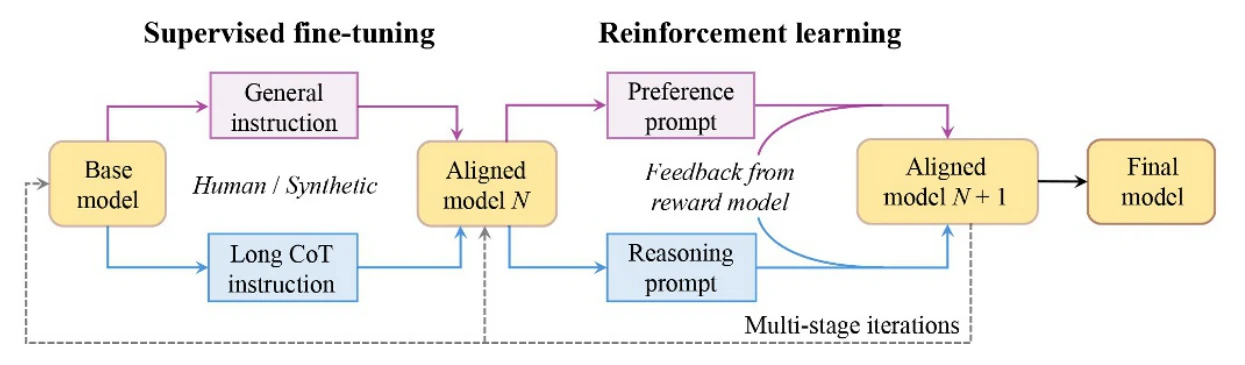 Supervised fine-tuning
Reinforcement learning
General
instruction
Preference
prompt
Base
model
Human / Synthetic
Aligned
model N
Feedback from
reward model
Aligned
model N + 1
Final
model
Long CoT
instruction
Reasoning
prompt
Multi-stage iterations